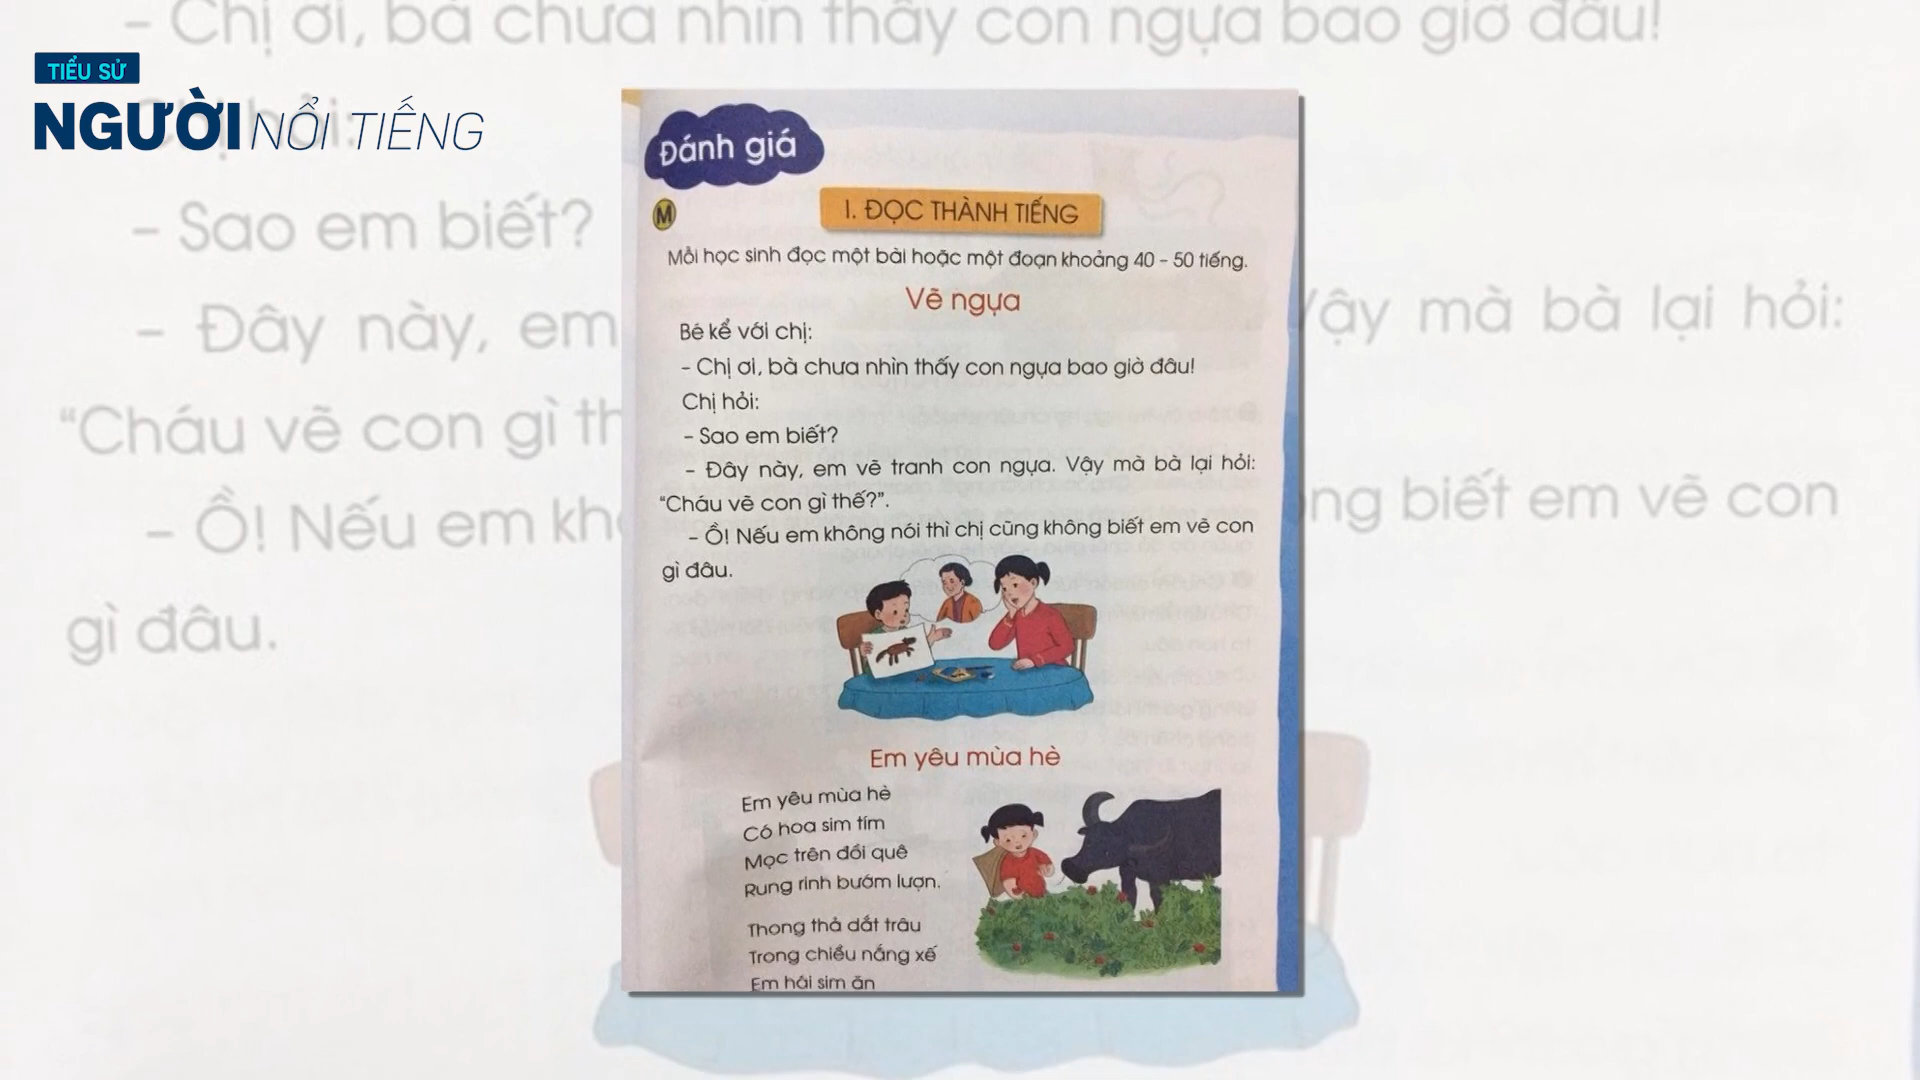 – Chị ơi, bà chưa nhìn thấy con ngựa bao giờ đâu!
TIỂU SỬ
NGƯỜI NỔI TIẾNG
hỏi:
– Sao em biết?
– Đây này, em
Vậy mà bà lại hỏi:
“Cháu vẽ con gì th
– Ồ! Nếu em kh
ng biết em vẽ con
gì đâu.
Đánh giá
M
I. ĐỌC THÀNH TIẾNG
Mỗi học sinh đọc một bài hoặc một đoạn khoảng 40 – 50 tiếng.
Vẽ ngựa
Bé kể với chị:
– Chị ơi, bà chưa nhìn thấy con ngựa bao giờ đâu!
Chị hỏi:
– Sao em biết?
– Đây này, em vẽ tranh con ngựa. Vậy mà bà lại hỏi:
“Cháu vẽ con gì thế?”.
– Ồ! Nếu em không nói thì chị cũng không biết em vẽ con
gì đâu.
Em yêu mùa hè
Em yêu mùa hè
Có hoa sim tím
Mọc trên đồi quê
Rung rinh bướm lượn.
Thong thả dắt trâu
Trong chiều nắng xế
Em hái sim ăn